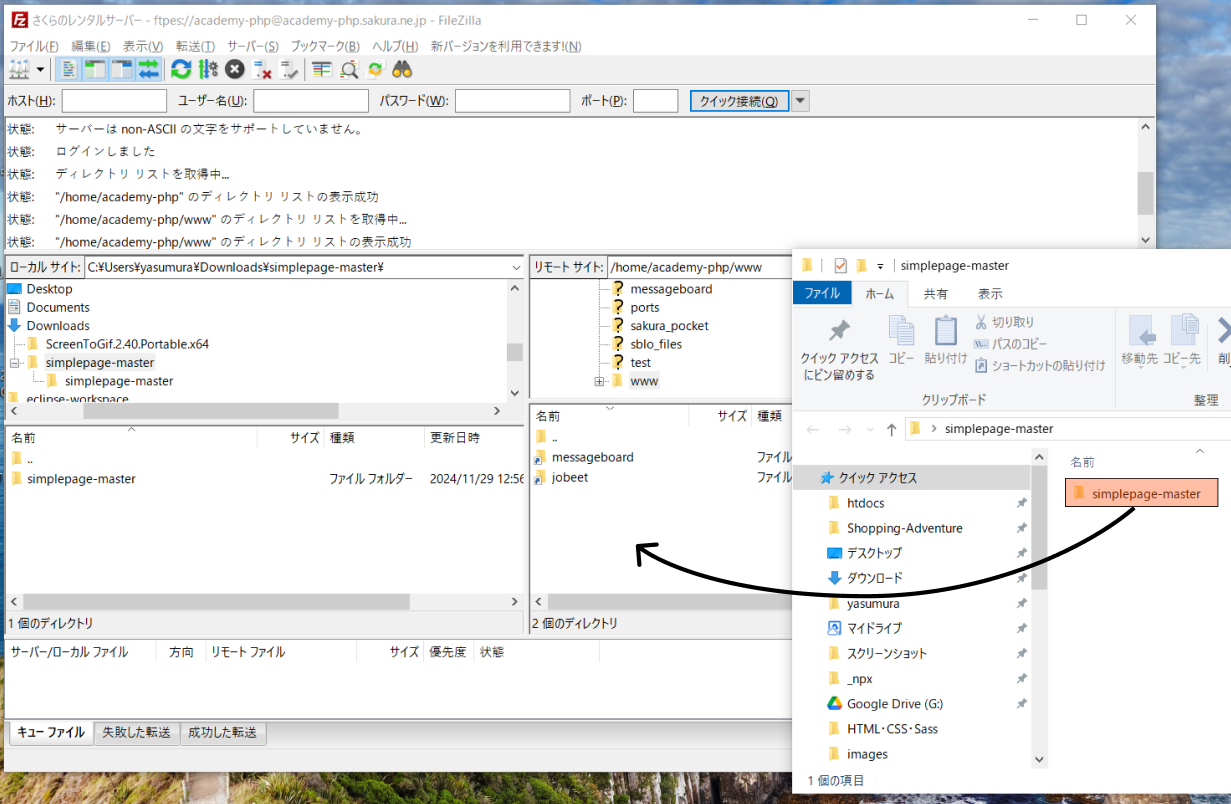 さくらのレンタルサーバー - ftpes://academy-php@academy-php.sakura.ne.jp - FileZilla
ファイル(F) 編集(E) 表示(V) 転送(T) サーバー(S) ブックマーク(B) ヘルプ(H) 新バージョンを利用できます!(N)
ホスト(H): ユーザー名(U): パスワード(W): ポート(P): クイック接続(Q)
状態: サーバーは non-ASCII の文字をサポートしていません。
状態: ログインしました
状態: ディレクトリ リストを取得中...
状態: "/home/academy-php" のディレクトリ リストの表示成功
状態: "/home/academy-php/www" のディレクトリ リストを取得中...
状態: "/home/academy-php/www" のディレクトリ リストの表示成功
ローカル サイト: C:¥Users¥yasumura¥Downloads¥simplepage-master¥
Desktop
Documents
Downloads
ScreenToGif.2.40.Portable.x64
simplepage-master
simplepage-master
eclipse-workspace
名前 サイズ 種類 更新日時
..
simplepage-master ファイル フォルダー 2024/11/29 12:56
1 個のディレクトリ
リモート サイト: /home/academy-php/www
messageboard
ports
sakura_pocket
sblo_files
test
www
名前 サイズ 種類
..
messageboard ファイル
jobeet ファイル
2 個のディレクトリ
サーバー/ローカル ファイル 方向 リモート ファイル サイズ 優先度 状態
キュー ファイル 失敗した転送 成功した転送
simplepage-master
ファイル ホーム 共有 表示
クイック アクセス
にピン留めする
コピー 貼り付け
切り取り
パスのコピー
ショートカットの貼り付け
移動先 コピー先
クリップボード 整理
simplepage-master
クイック アクセス
htdocs
Shopping-Adventure
デスクトップ
ダウンロード
yasumura
マイドライブ
スクリーンショット
_npx
Google Drive (G:)
HTML・CSS・Sass
images
名前
simplepage-master
1 個の項目